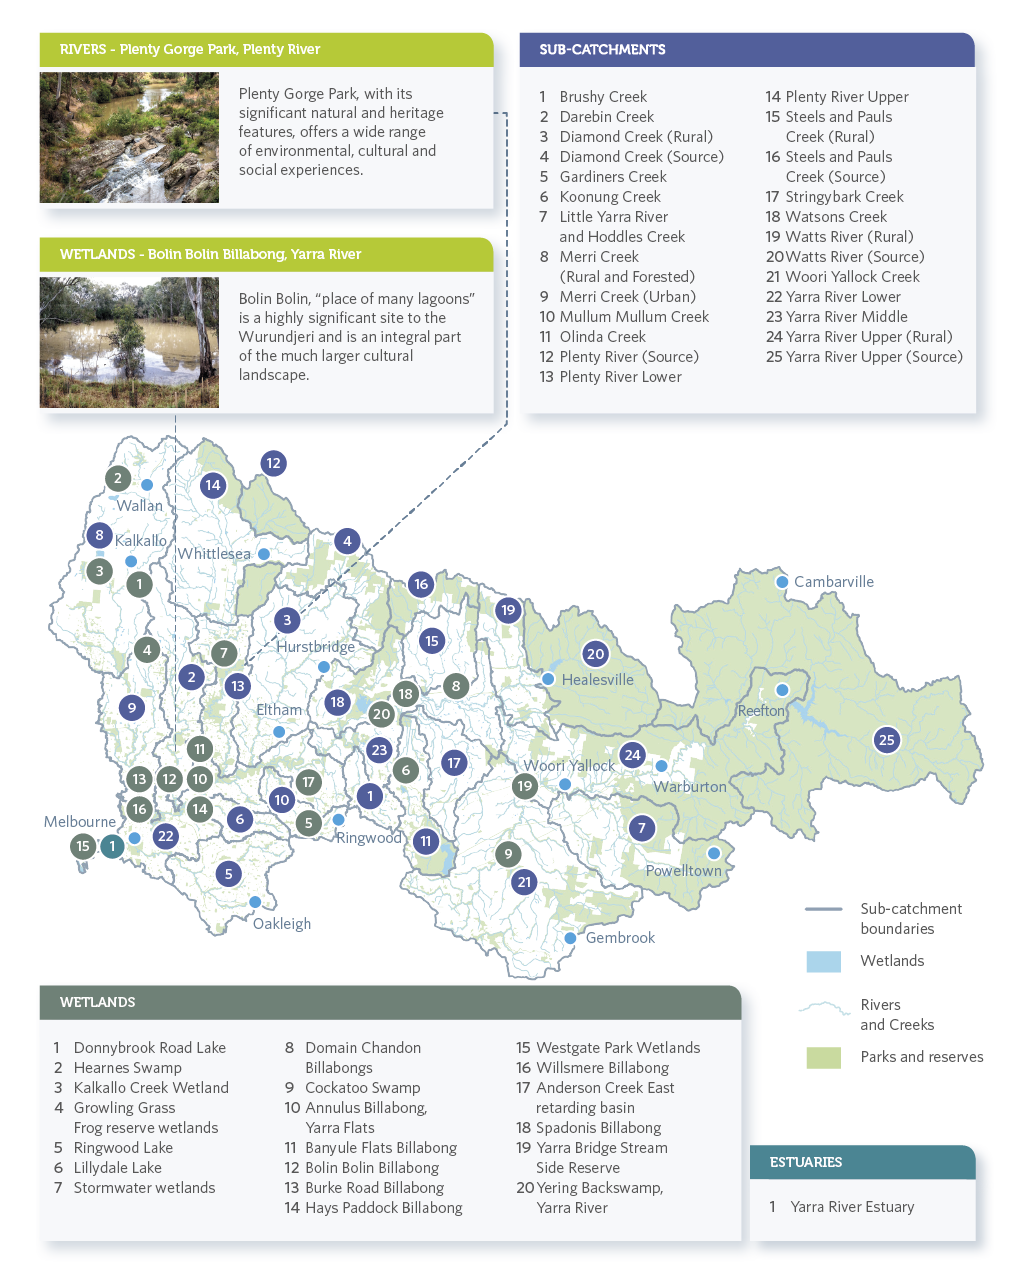 RIVERS - Plenty Gorge Park, Plenty River
Plenty Gorge Park, with its
significant natural and heritage
features, offers a wide range
of environmental, cultural and
social experiences.
WETLANDS - Bolin Bolin Billabong, Yarra River
Bolin Bolin, “place of many lagoons”
is a highly significant site to the
Wurundjeri and is an integral part
of the much larger cultural
landscape.
SUB-CATCHMENTS
1 Brushy Creek
2 Darebin Creek
3 Diamond Creek (Rural)
4 Diamond Creek (Source)
5 Gardiners Creek
6 Koonung Creek
7 Little Yarra River
and Hoddles Creek
8 Merri Creek
(Rural and Forested)
9 Merri Creek (Urban)
10 Mullum Mullum Creek
11 Olinda Creek
12 Plenty River (Source)
13 Plenty River Lower
14 Plenty River Upper
15 Steels and Pauls
Creek (Rural)
16 Steels and Pauls
Creek (Source)
17 Stringybark Creek
18 Watsons Creek
19 Watts River (Rural)
20 Watts River (Source)
21 Woori Yallock Creek
22 Yarra River Lower
23 Yarra River Middle
24 Yarra River Upper (Rural)
25 Yarra River Upper (Source)
12
2
14
Wallan
8
Kalkallo
4
Whittlesea
3
1
16
Cambarville
19
3
15
4
7
Hurstbridge
20
2
13
8
Healesville
18
18
Reefton
9
20
Eltham
25
11
23
24
17
Woori Yallock
6
13
12
10
17
19
Warburton
10
1
16
14
6
5
Melbourne
22
7
Ringwood
11
15
1
9
5
Powelltown
21
Oakleigh
Gembrook
Sub-catchment
boundaries
Wetlands
Rivers
and Creeks
Parks and reserves
WETLANDS
1 Donnybrook Road Lake
2 Hearnes Swamp
3 Kalkallo Creek Wetland
4 Growling Grass
Frog reserve wetlands
5 Ringwood Lake
6 Lillydale Lake
7 Stormwater wetlands
8 Domain Chandon
Billabongs
9 Cockatoo Swamp
10 Annulus Billabong,
Yarra Flats
11 Banyule Flats Billabong
12 Bolin Bolin Billabong
13 Burke Road Billabong
14 Hays Paddock Billabong
15 Westgate Park Wetlands
16 Willsmere Billabong
17 Anderson Creek East
retarding basin
18 Spadonis Billabong
19 Yarra Bridge Stream
Side Reserve
20 Yering Backswamp,
Yarra River
ESTUARIES
1 Yarra River Estuary